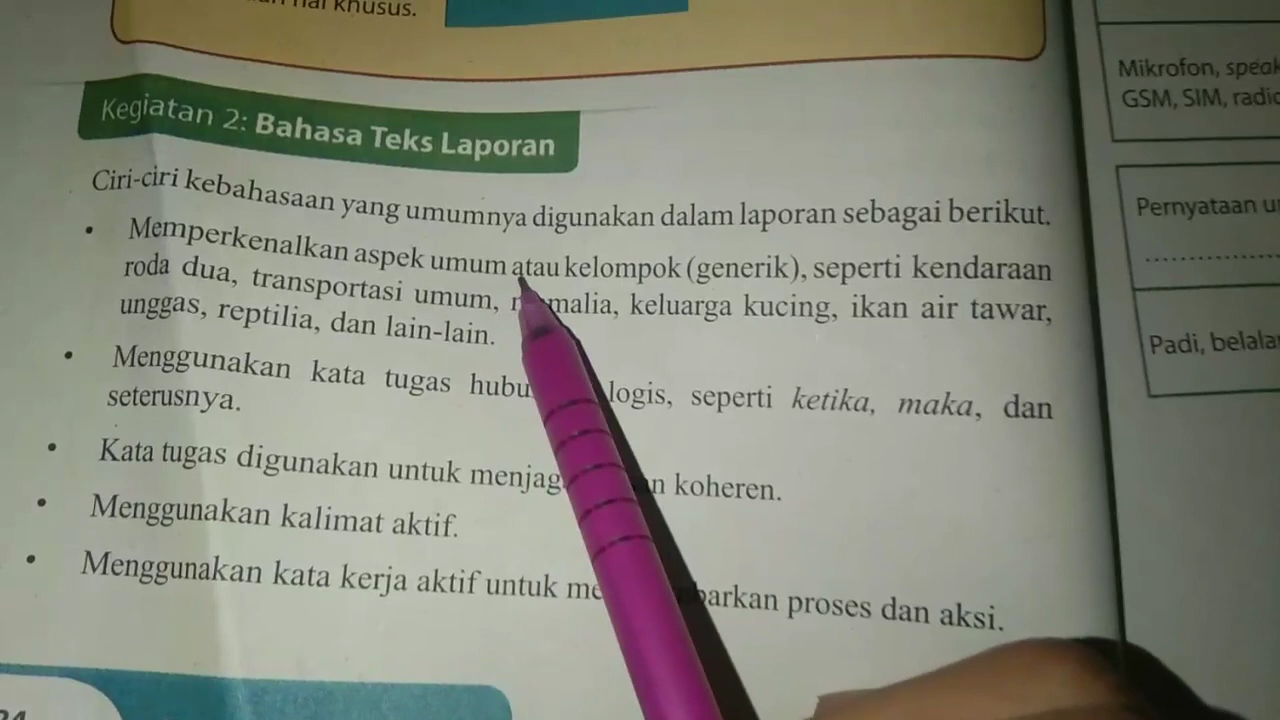 khusus.
Kegiatan 2: Bahasa Teks Laporan
Ciri-ciri kebahasaan yang umumnya digunakan dalam laporan sebagai berikut.
• Memperkenalkan aspek umum atau kelompok (generik), seperti kendaraan
roda dua, transportasi umum, malia, keluarga kucing, ikan air tawar,
unggas, reptilia, dan lain-lain.
• Menggunakan kata tugas hubu logis, seperti ketika, maka, dan
seterusnya.
• Kata tugas digunakan untuk menjag n koheren.
• Menggunakan kalimat aktif.
• Menggunakan kata kerja aktif untuk me barkan proses dan aksi.
Mikrofon, speak
GSM, SIM, radio
Pernyataan u
Padi, belala